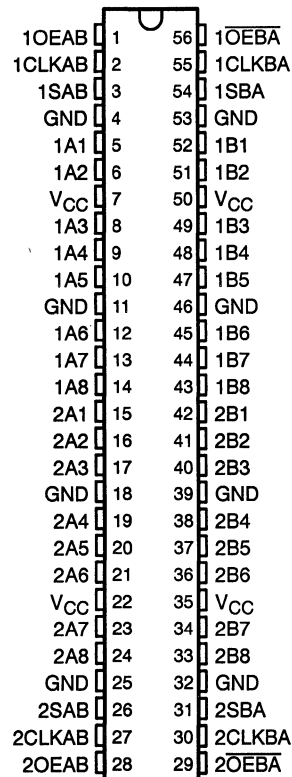 1OEAB 1 56 1O̅E̅B̅A̅
1CLKAB 2 55 1CLKBA
1SAB 3 54 1SBA
GND 4 53 GND
1A1 5 52 1B1
1A2 6 51 1B2
VCC 7 50 VCC
1A3 8 49 1B3
1A4 9 48 1B4
1A5 10 47 1B5
GND 11 46 GND
1A6 12 45 1B6
1A7 13 44 1B7
1A8 14 43 1B8
2A1 15 42 2B1
2A2 16 41 2B2
2A3 17 40 2B3
GND 18 39 GND
2A4 19 38 2B4
2A5 20 37 2B5
2A6 21 36 2B6
VCC 22 35 VCC
2A7 23 34 2B7
2A8 24 33 2B8
GND 25 32 GND
2SAB 26 31 2SBA
2CLKAB 27 30 2CLKBA
2OEAB 28 29 2O̅E̅B̅A̅